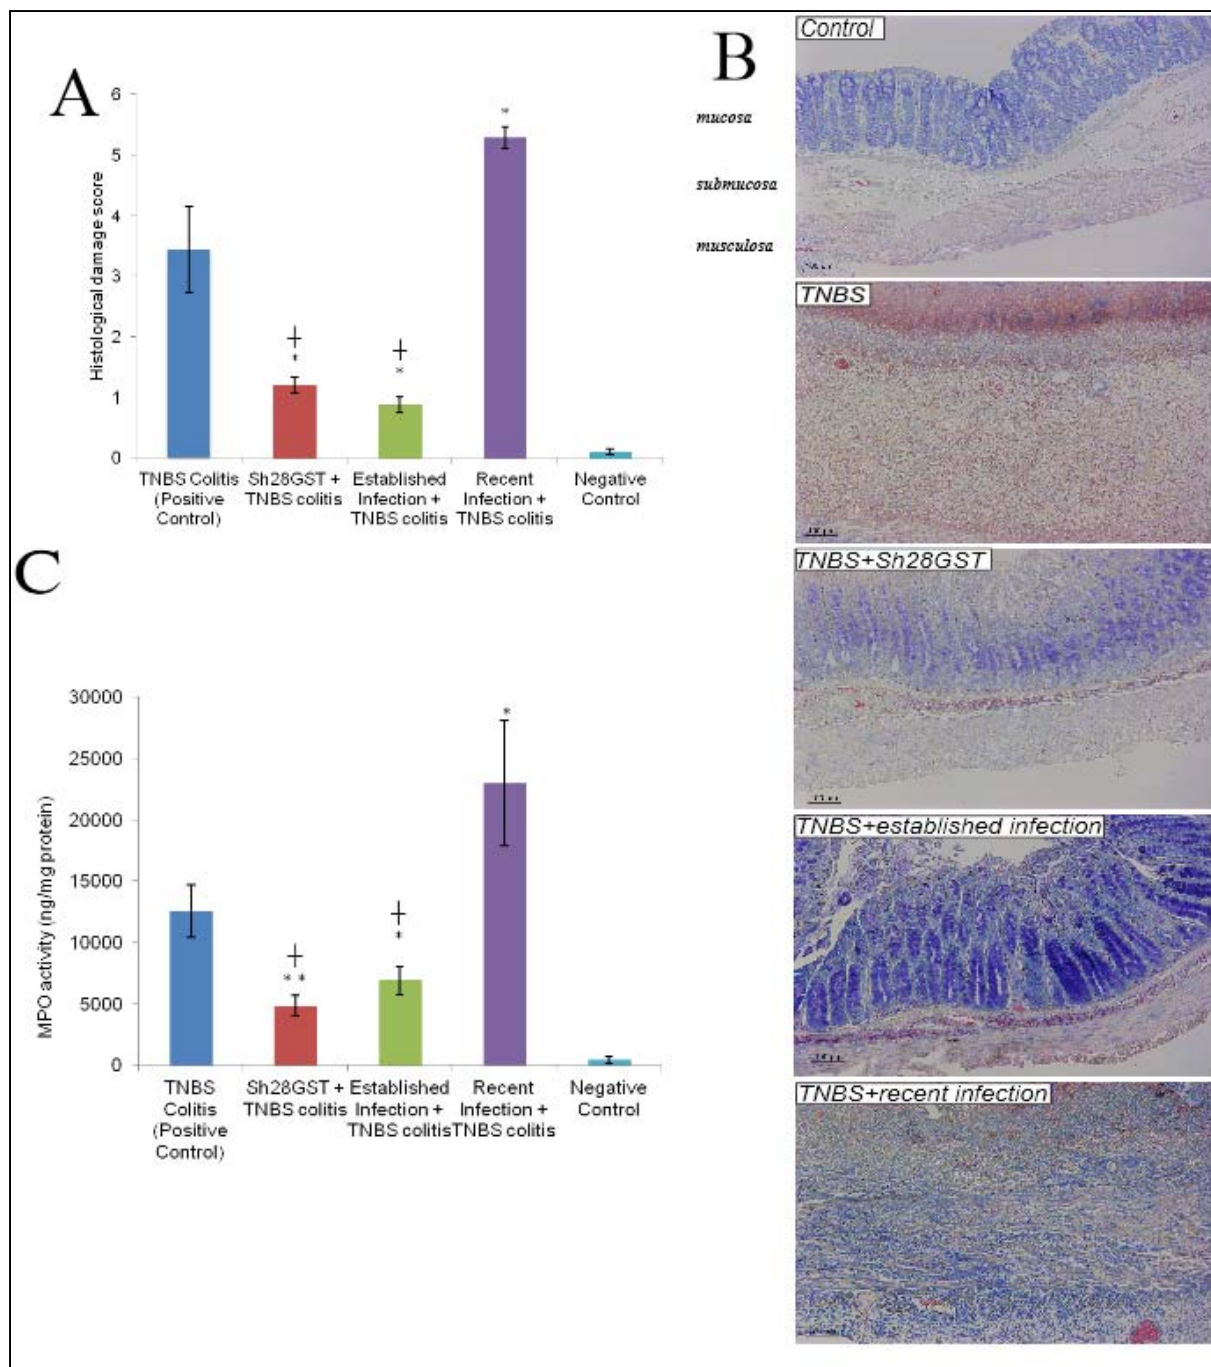 A
6
5
4
3
2
1
0
Histological damage score
*
┼
*
┼
*
TNBS Colitis
(Positive
Control)
Sh28GST +
TNBS colitis
Established
Infection +
TNBS colitis
Recent
Infection +
TNBS colitis
Negative
Control
B
mucosa
submucosa
musculosa
Control
TNBS
TNBS+Sh28GST
TNBS+established infection
TNBS+recent infection
C
30000
25000
20000
15000
10000
5000
0
MPO activity (ng/mg protein)
*
┼
* *
┼
*
TNBS
Colitis
(Positive
Control)
Sh28GST +
TNBS colitis
Established
Infection +
TNBS colitis
Recent
Infection +
TNBS colitis
Negative
Control